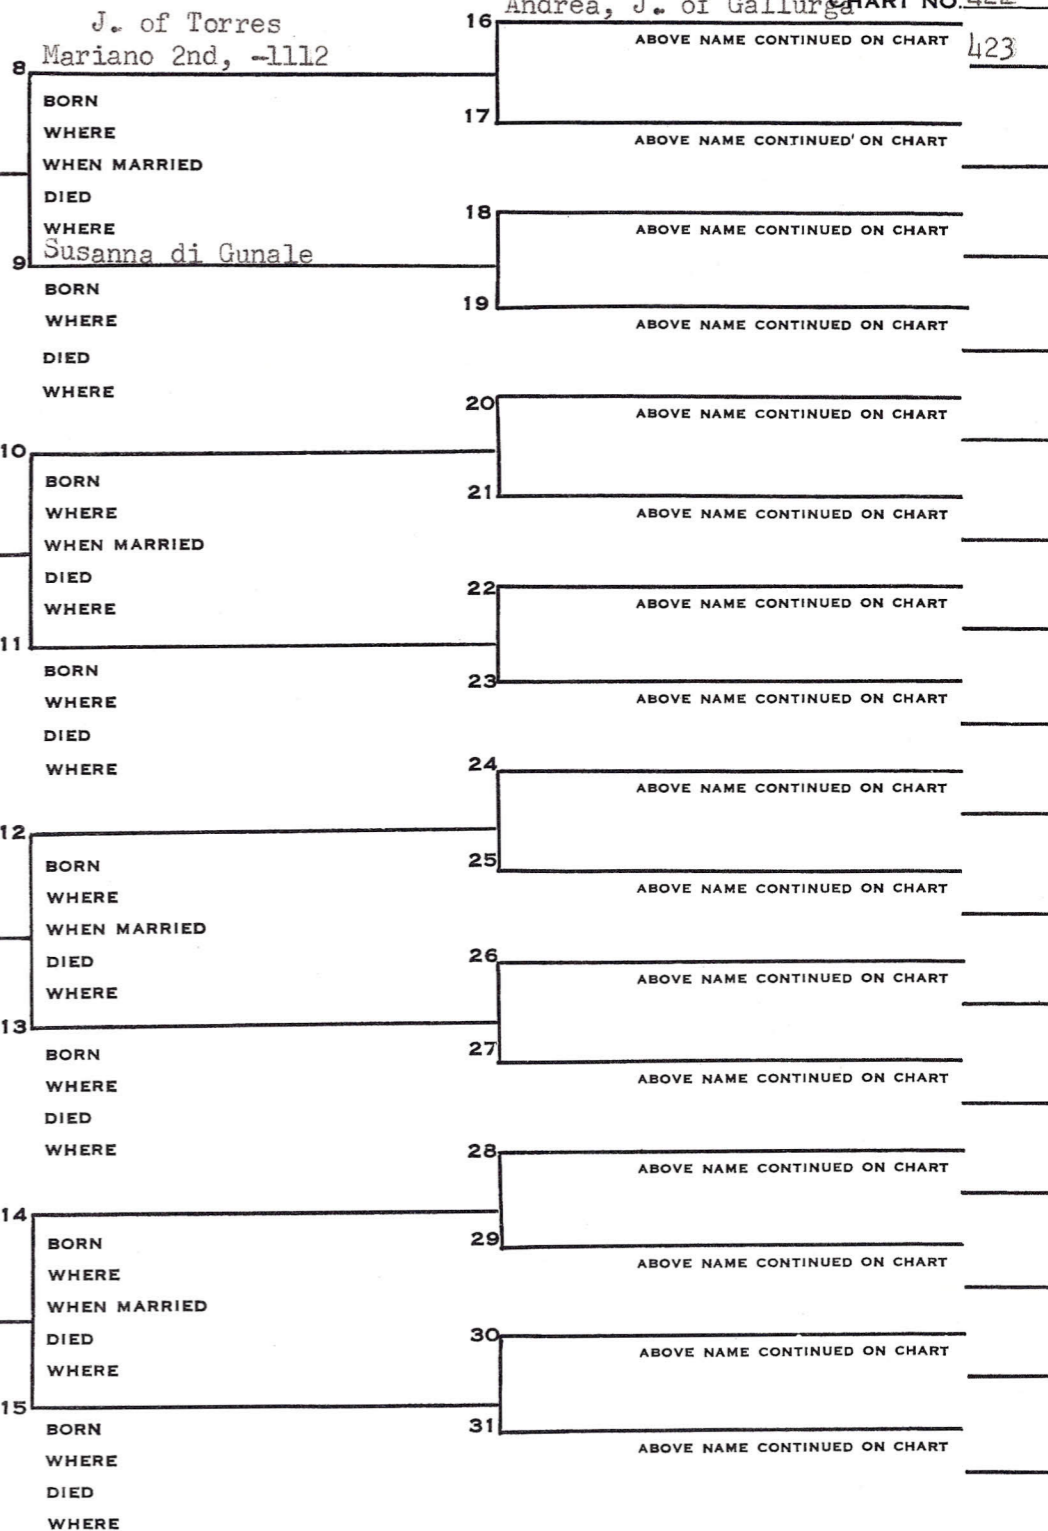 J. of Torres
Mariano 2nd, -1112
8
BORN
WHERE
WHEN MARRIED
DIED
WHERE
Susanna di Gunale
9
BORN
WHERE
DIED
WHERE
10
BORN
WHERE
WHEN MARRIED
DIED
WHERE
11
BORN
WHERE
DIED
WHERE
12
BORN
WHERE
WHEN MARRIED
DIED
WHERE
13
BORN
WHERE
DIED
WHERE
14
BORN
WHERE
WHEN MARRIED
DIED
WHERE
15
BORN
WHERE
DIED
WHERE
Andrea, J. of Gallurga CHART NO. 422
16
ABOVE NAME CONTINUED ON CHART 423
17
ABOVE NAME CONTINUED ON CHART
18
ABOVE NAME CONTINUED ON CHART
19
ABOVE NAME CONTINUED ON CHART
20
ABOVE NAME CONTINUED ON CHART
21
ABOVE NAME CONTINUED ON CHART
22
ABOVE NAME CONTINUED ON CHART
23
ABOVE NAME CONTINUED ON CHART
24
ABOVE NAME CONTINUED ON CHART
25
ABOVE NAME CONTINUED ON CHART
26
ABOVE NAME CONTINUED ON CHART
27
ABOVE NAME CONTINUED ON CHART
28
ABOVE NAME CONTINUED ON CHART
29
ABOVE NAME CONTINUED ON CHART
30
ABOVE NAME CONTINUED ON CHART
31
ABOVE NAME CONTINUED ON CHART